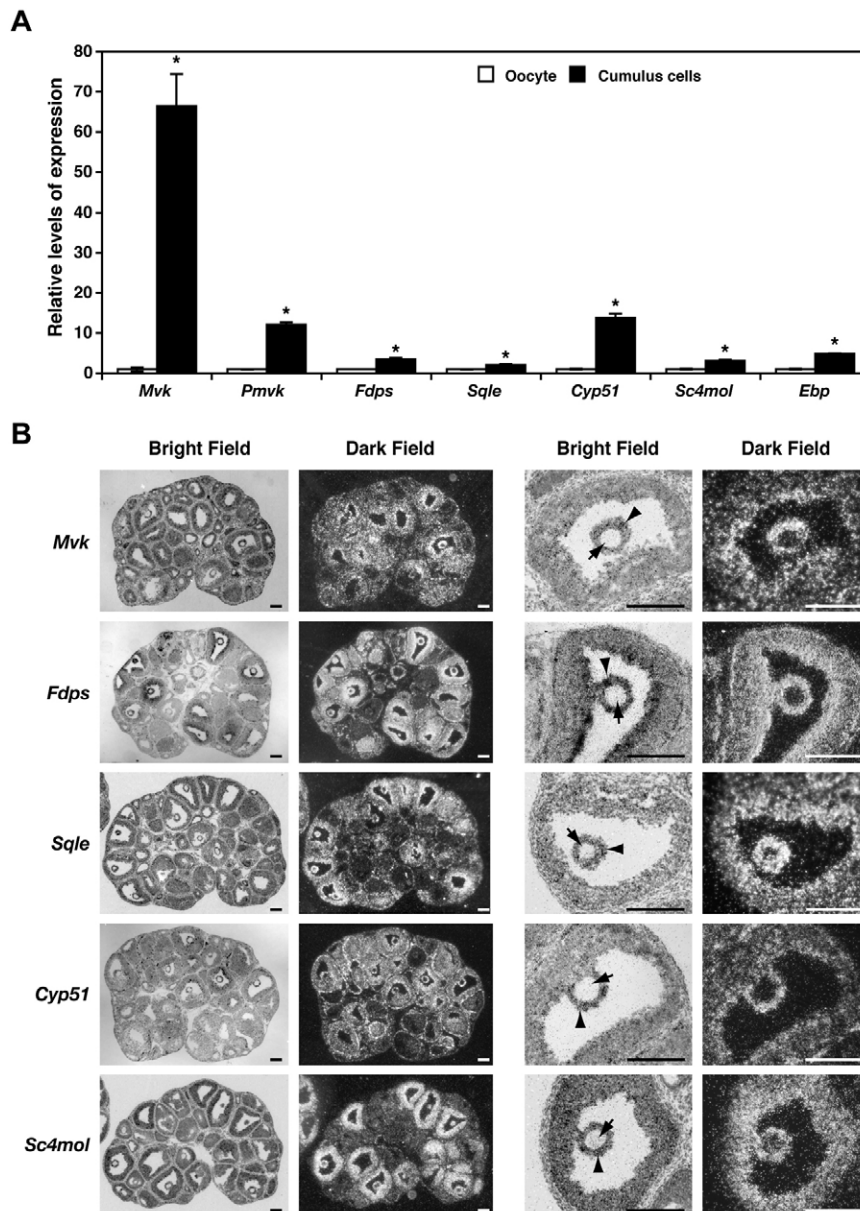 A
80
70
60
50
40
30
20
10
0
Relative levels of expression
Oocyte Cumulus cells
* * * * * * *
Mvk Pmvk Fdps Sqle Cyp51 Sc4mol Ebp
B
Bright Field Dark Field Bright Field Dark Field
Mvk
Fdps
Sqle
Cyp51
Sc4mol